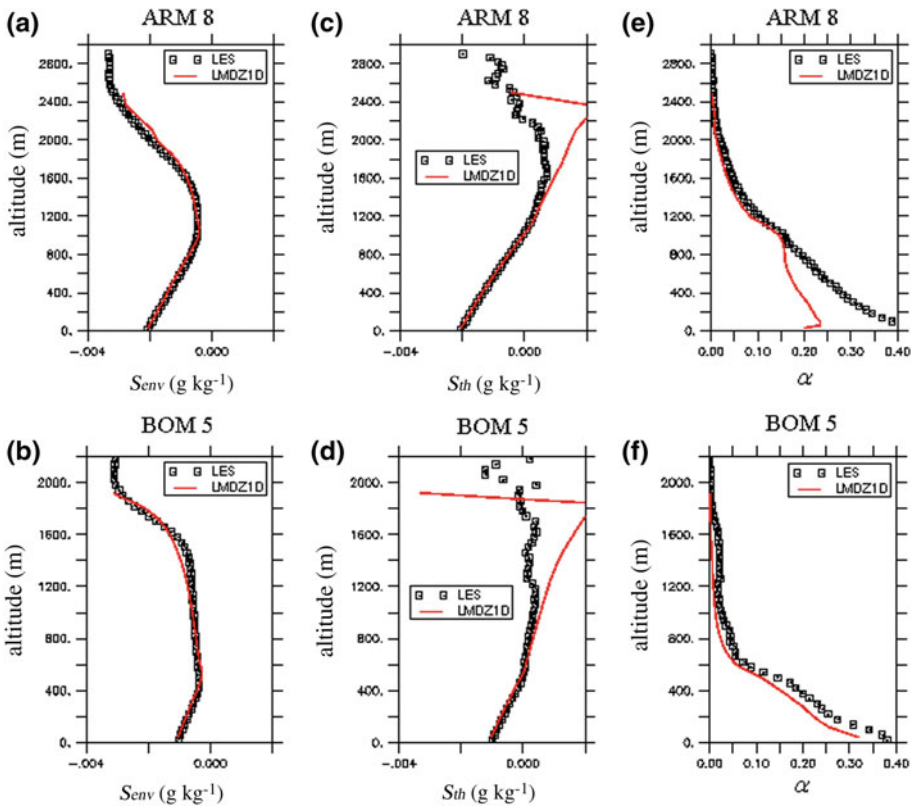 (a) ARM 8
altitude (m)
2800.
2400.
2000.
1600.
1200.
800.
400.
0.
LES
LMDZ1D
−.004 0.000
Senv (g kg-1)
(c) ARM 8
altitude (m)
2800.
2400.
2000.
1600.
1200.
800.
400.
0.
LES
LMDZ1D
−.004 0.000
Sth (g kg-1)
(e) ARM 8
altitude (m)
2800.
2400.
2000.
1600.
1200.
800.
400.
0.
LES
LMDZ1D
0.00 0.10 0.20 0.30 0.40
α
(b) BOM 5
altitude (m)
2000.
1600.
1200.
800.
400.
0.
LES
LMDZ1D
−.004 0.000
Senv (g kg-1)
(d) BOM 5
altitude (m)
2000.
1600.
1200.
800.
400.
0.
LES
LMDZ1D
−.004 0.000
Sth (g kg-1)
(f) BOM 5
altitude (m)
2000.
1600.
1200.
800.
400.
0.
LES
LMDZ1D
0.00 0.10 0.20 0.30 0.40
α